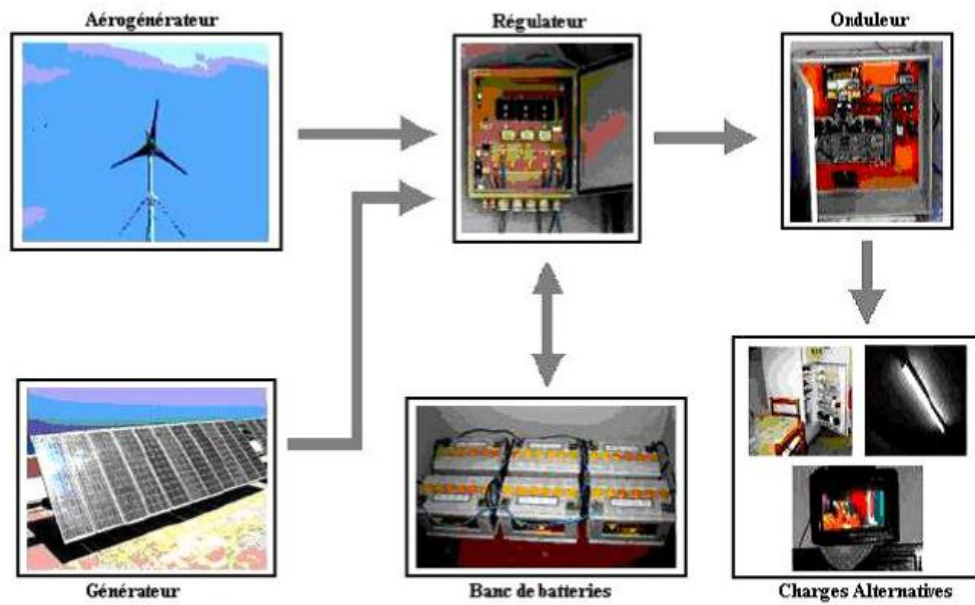 Aérogénérateur
Régulateur
Onduleur
Générateur
Banc de batteries
Charges Alternatives